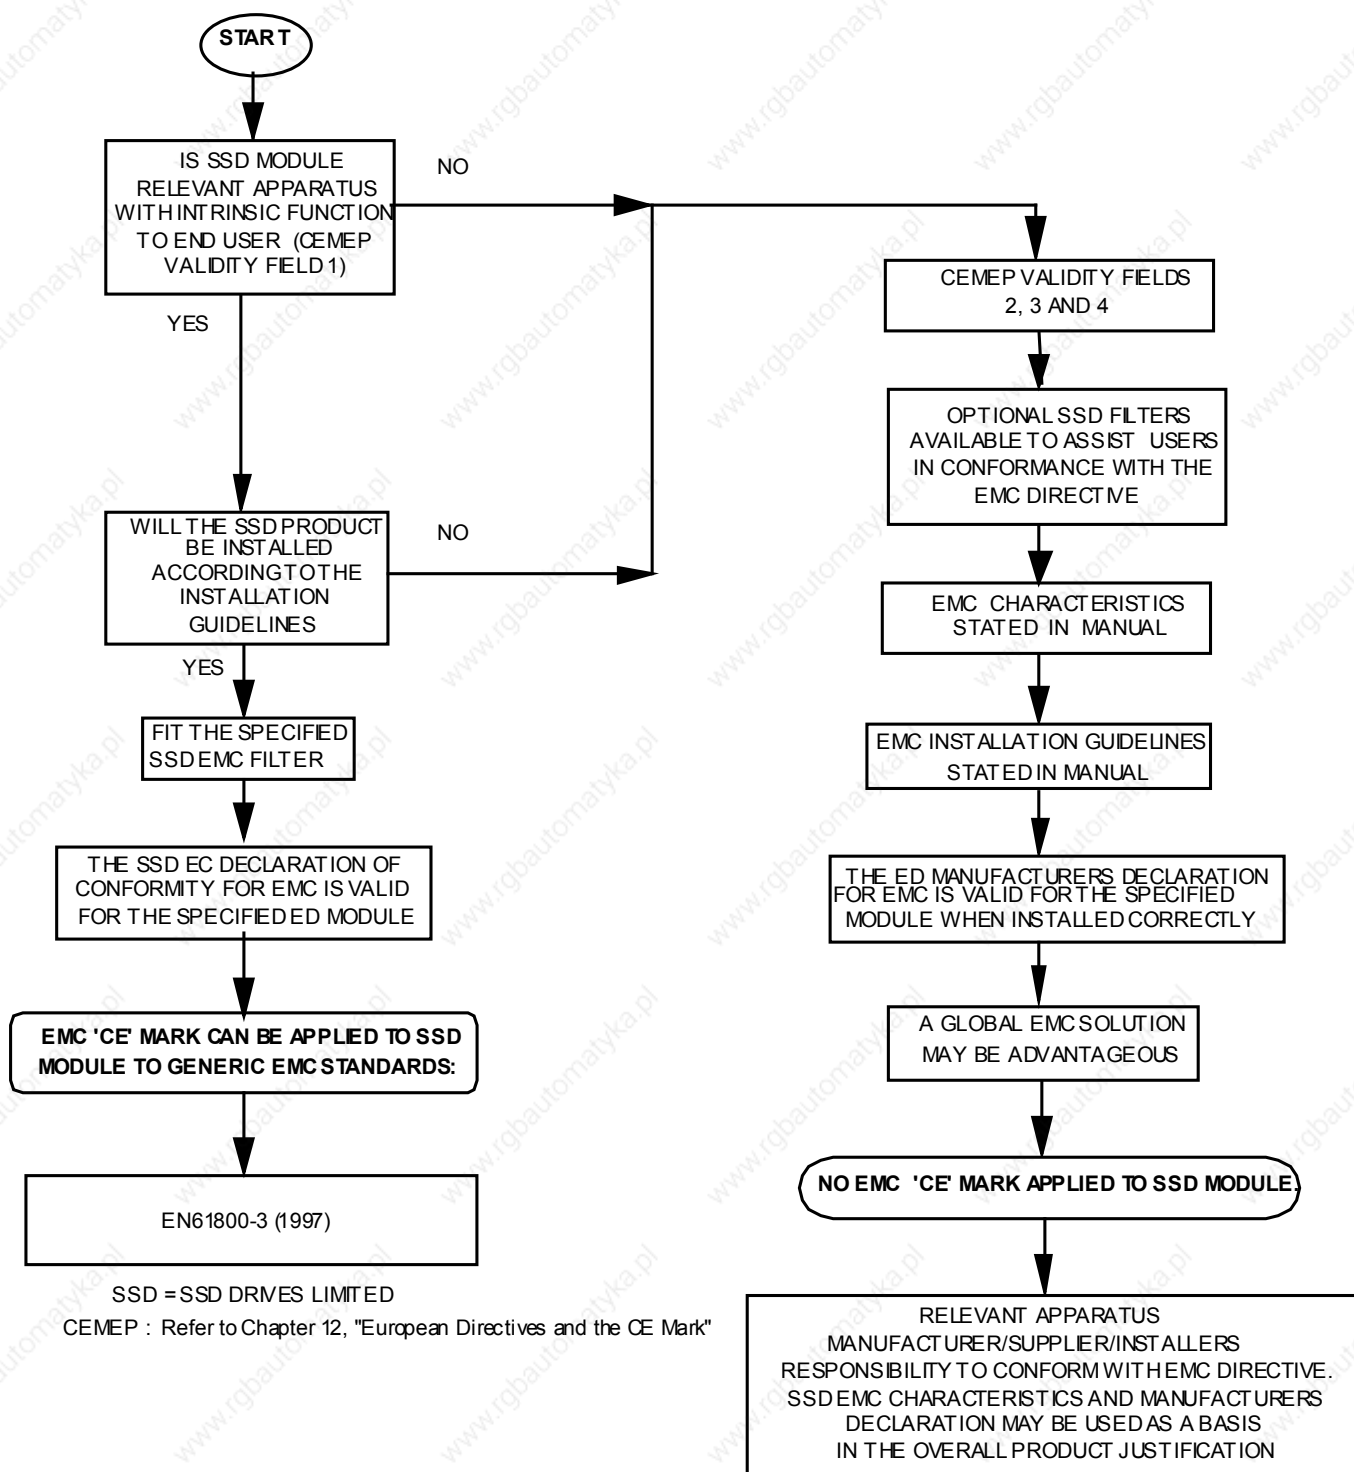 START
IS SSD MODULE
RELEVANT APPARATUS
WITH INTRINSIC FUNCTION
TO END USER (CEMEP
VALIDITY FIELD 1)
NO
YES
WILL THE SSD PRODUCT
BE INSTALLED
ACCORDING TO THE
INSTALLATION
GUIDELINES
NO
YES
FIT THE SPECIFIED
SSD EMC FILTER
THE SSD EC DECLARATION OF
CONFORMITY FOR EMC IS VALID
FOR THE SPECIFIED ED MODULE
EMC 'CE' MARK CAN BE APPLIED TO SSD
MODULE TO GENERIC EMC STANDARDS:
EN61800-3 (1997)
SSD = SSD DRIVES LIMITED
CEMEP : Refer to Chapter 12, "European Directives and the CE Mark"
CEMEP VALIDITY FIELDS
2, 3 AND 4
OPTIONAL SSD FILTERS
AVAILABLE TO ASSIST USERS
IN CONFORMANCE WITH THE
EMC DIRECTIVE
EMC CHARACTERISTICS
STATED IN MANUAL
EMC INSTALLATION GUIDELINES
STATED IN MANUAL
THE ED MANUFACTURERS DECLARATION
FOR EMC IS VALID FOR THE SPECIFIED
MODULE WHEN INSTALLED CORRECTLY
A GLOBAL EMC SOLUTION
MAY BE ADVANTAGEOUS
NO EMC 'CE' MARK APPLIED TO SSD MODULE.
RELEVANT APPARATUS
MANUFACTURER/SUPPLIER/INSTALLERS
RESPONSIBILITY TO CONFORM WITH EMC DIRECTIVE.
SSD EMC CHARACTERISTICS AND MANUFACTURERS
DECLARATION MAY BE USED AS A BASIS
IN THE OVERALL PRODUCT JUSTIFICATION
www.rgbautomatyka.pl